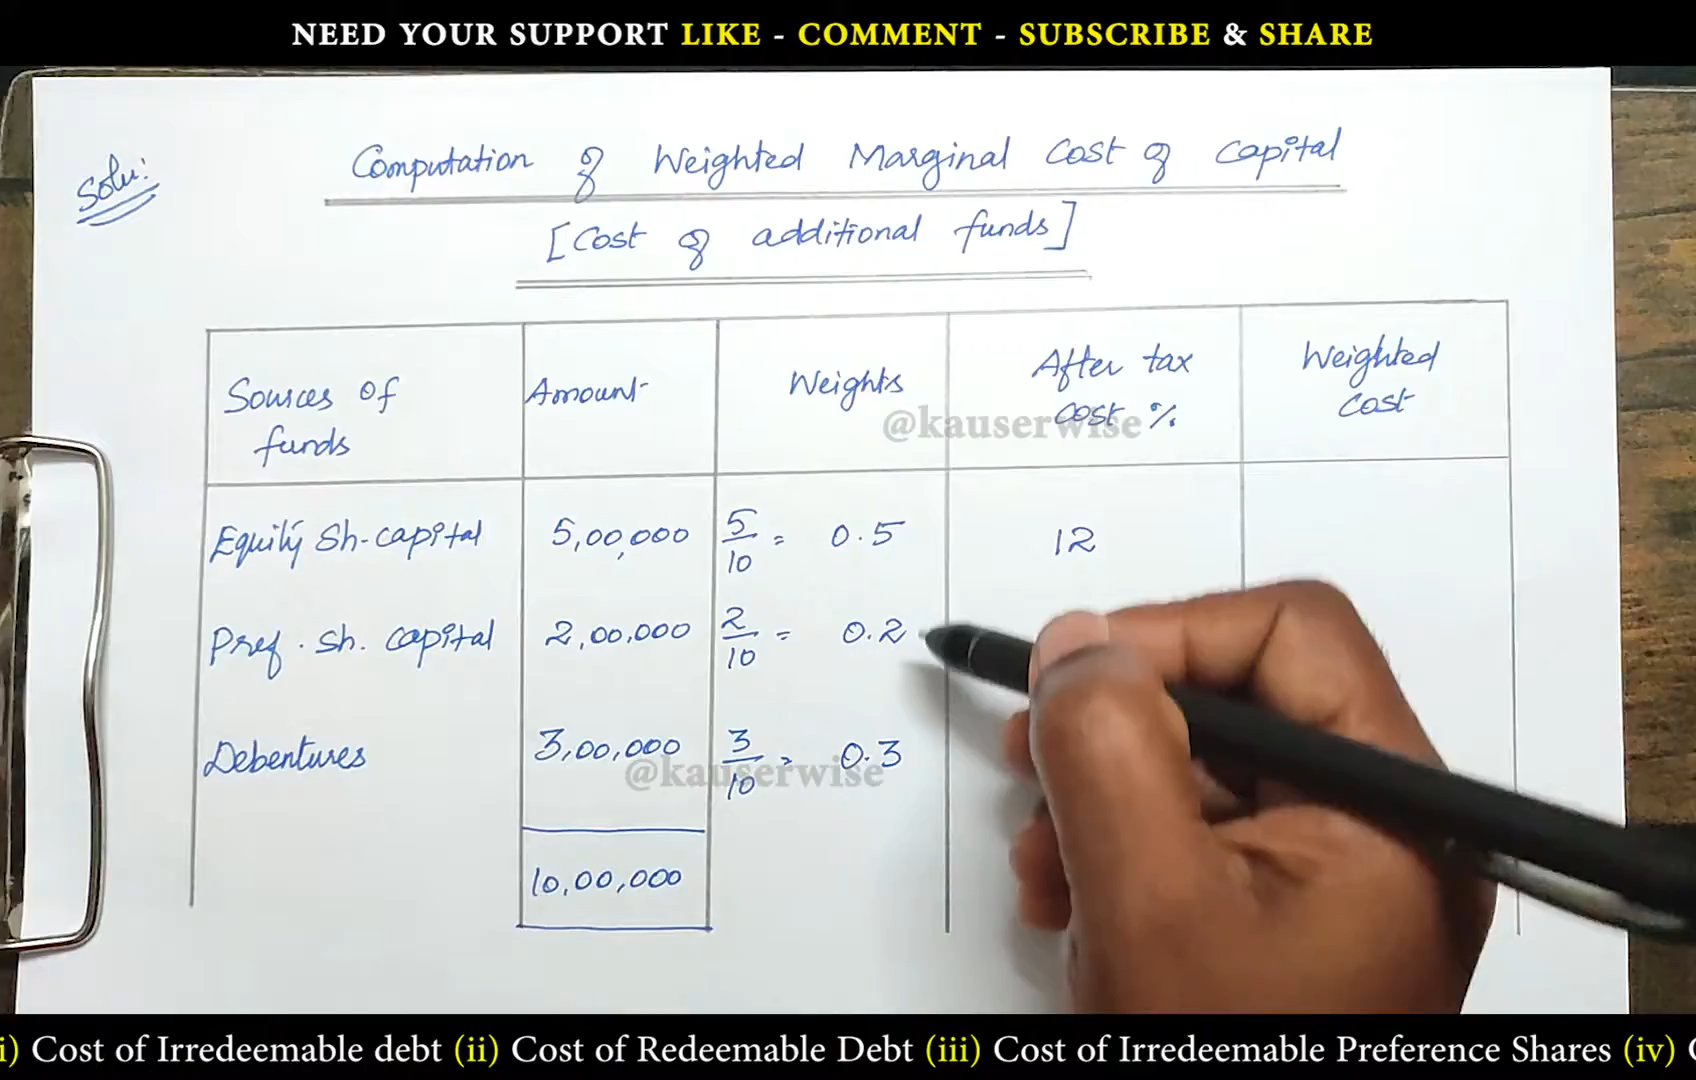 NEED YOUR SUPPORT LIKE - COMMENT - SUBSCRIBE & SHARE
Solu:
Computation of Weighted Marginal Cost of Capital
[Cost of additional funds]
Sources of funds
Amount
Weights
After tax cost %
Weighted Cost
@kauserwise
Equity Sh-capital 5,00,000 5/10 = 0.5 12
Pref. Sh. Capital 2,00,000 2/10 = 0.2
Debentures 3,00,000 3/10 = 0.3
@kauserwise
10,00,000
i) Cost of Irredeemable debt (ii) Cost of Redeemable Debt (iii) Cost of Irredeemable Preference Shares (iv)